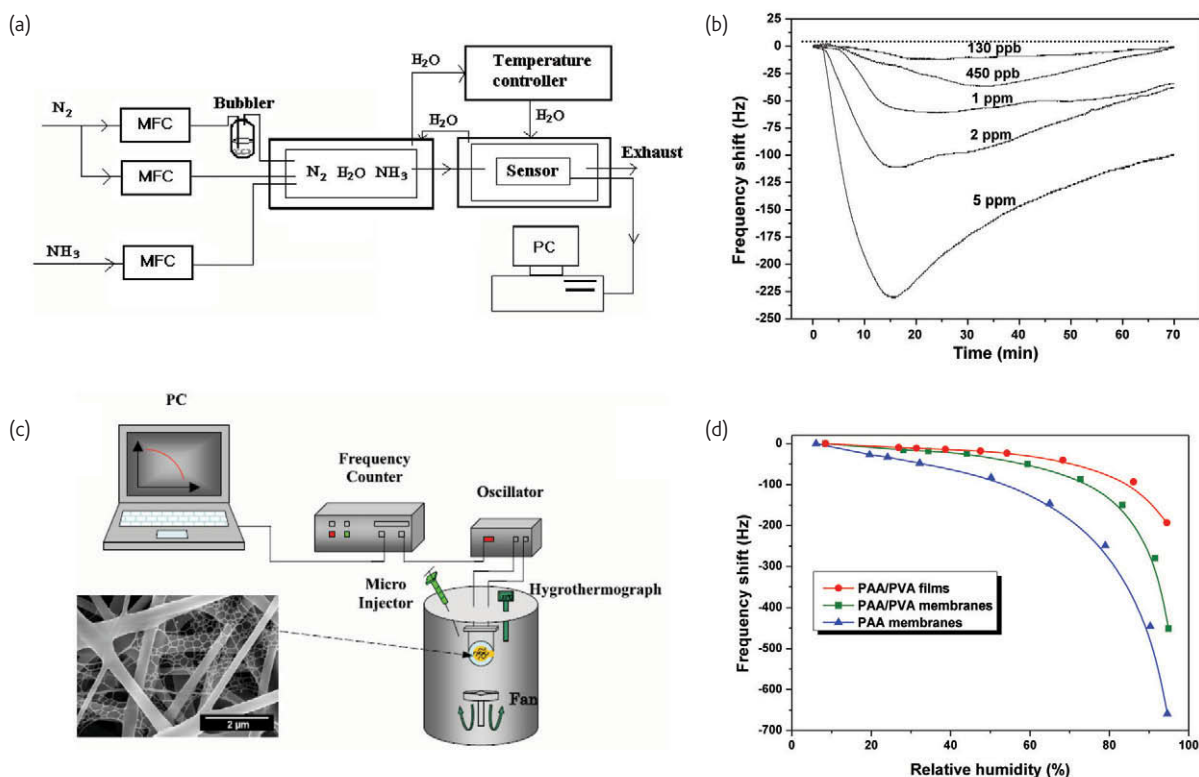 (a)
N₂
MFC
Bubbler
MFC
NH₃
MFC
H₂O
Temperature
controller
H₂O
H₂O
N₂ H₂O NH₃
Sensor
Exhaust
PC
(b)
Frequency shift (Hz)
25
0
-25
-50
-75
-100
-125
-150
-175
-200
-225
-250
130 ppb
450 ppb
1 ppm
2 ppm
5 ppm
0 10 20 30 40 50 60 70
Time (min)
(c)
PC
Frequency
Counter
Oscillator
Micro
Injector
Hygrothermograph
Fan
2 µm
(d)
Frequency shift (Hz)
0
-100
-200
-300
-400
-500
-600
-700
PAA/PVA films
PAA/PVA membranes
PAA membranes
0 20 40 60 80 100
Relative humidity (%)